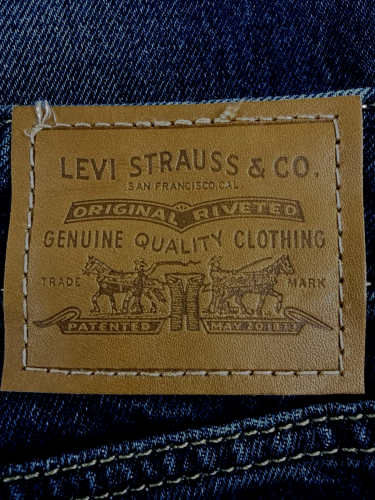 LEVI STRAUSS & CO.
SAN FRANCISCO, CAL.
ORIGINAL RIVETED
GENUINE QUALITY CLOTHING
TRADE MARK
PATENTED MAY 20 1873